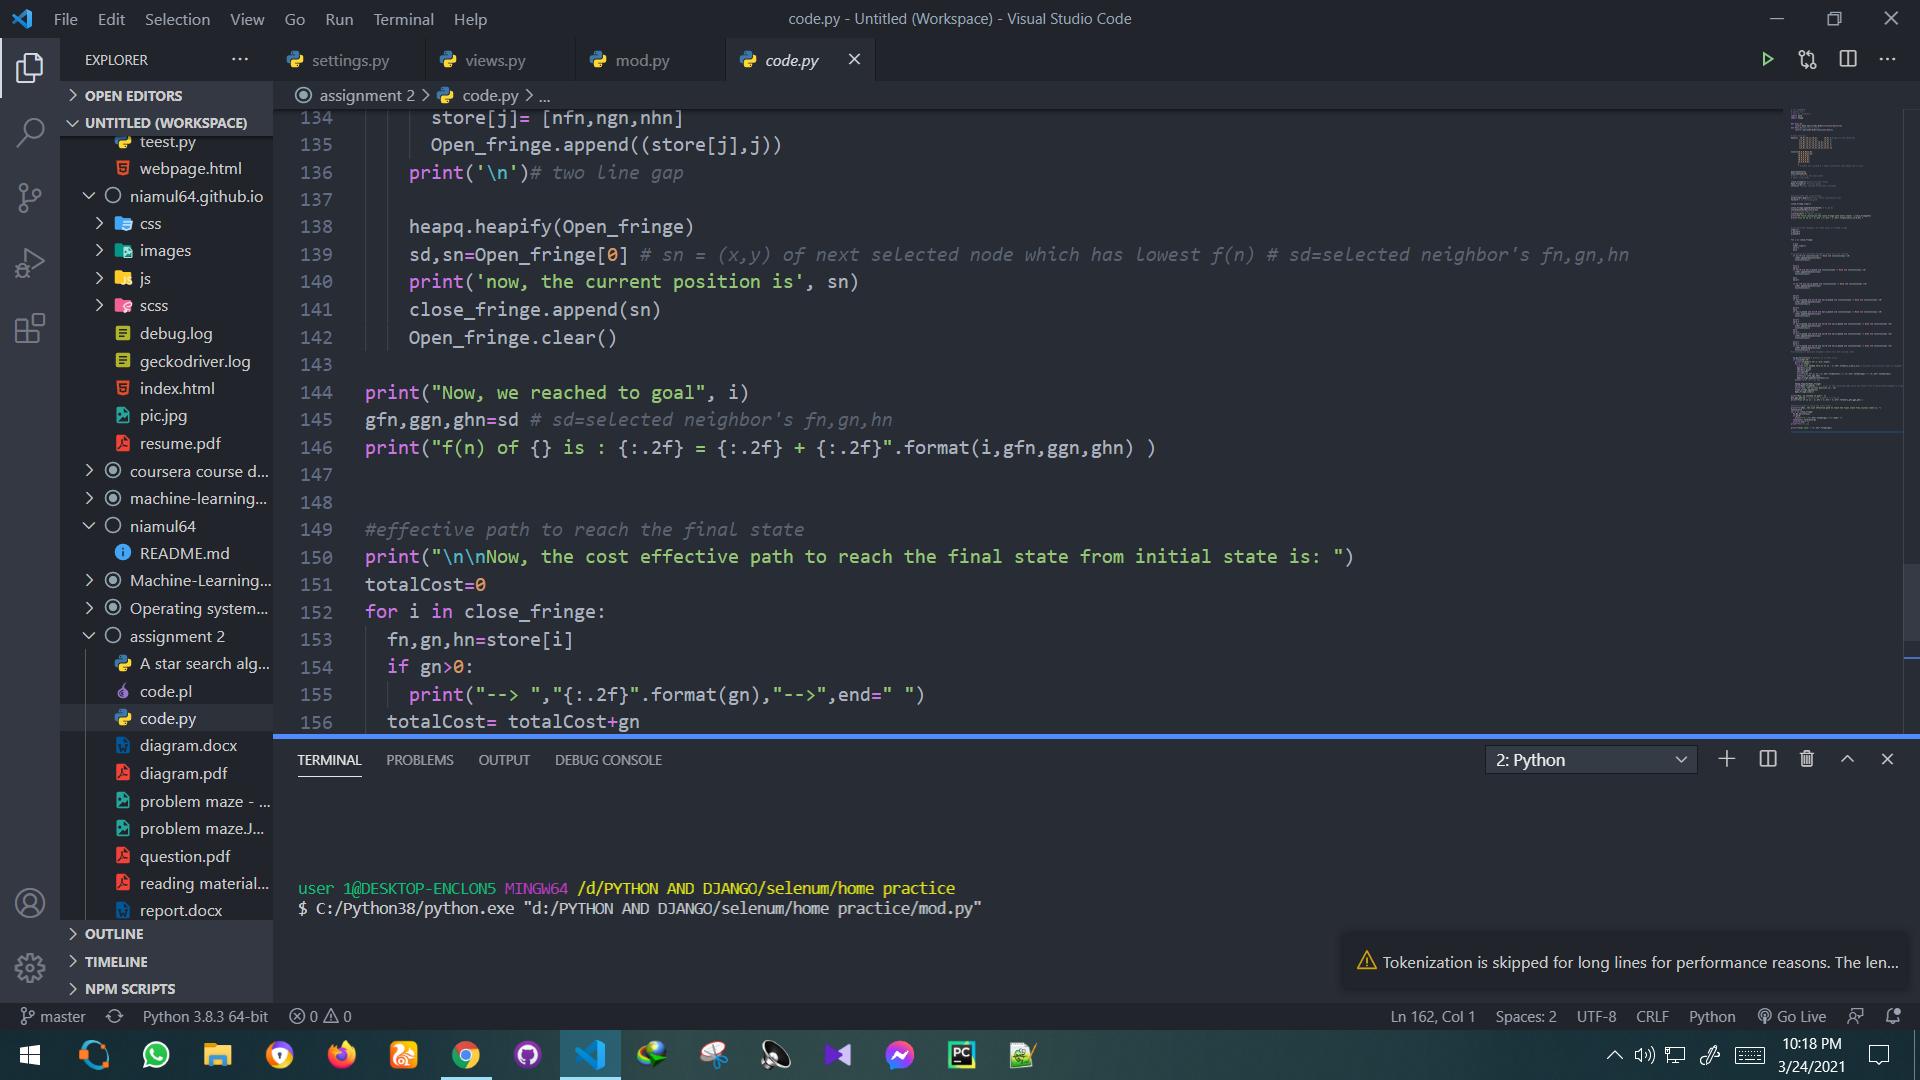 File Edit Selection View Go Run Terminal Help
code.py - Untitled (Workspace) - Visual Studio Code
EXPLORER
settings.py
views.py
mod.py
code.py
OPEN EDITORS
assignment 2 > code.py > ...
UNTITLED (WORKSPACE)
teest.py
webpage.html
niamul64.github.io
css
images
js
scss
debug.log
geckodriver.log
index.html
pic.jpg
resume.pdf
coursera course d...
machine-learning...
niamul64
README.md
Machine-Learning...
Operating system...
assignment 2
A star search alg...
code.pl
code.py
diagram.docx
diagram.pdf
problem maze - ...
problem maze.J...
question.pdf
reading material...
report.docx
OUTLINE
TIMELINE
NPM SCRIPTS
134 store[j]= [nfn,ngn,nhn]
135 Open_fringe.append((store[j],j))
136 print('\n')# two line gap
137
138 heapq.heapify(Open_fringe)
139 sd,sn=Open_fringe[0] # sn = (x,y) of next selected node which has lowest f(n) # sd=selected neighbor's fn,gn,hn
140 print('now, the current position is', sn)
141 close_fringe.append(sn)
142 Open_fringe.clear()
143
144 print("Now, we reached to goal", i)
145 gfn,ggn,ghn=sd # sd=selected neighbor's fn,gn,hn
146 print("f(n) of {} is : {:.2f} = {:.2f} + {:.2f}".format(i,gfn,ggn,ghn) )
147
148
149 #effective path to reach the final state
150 print("\n\nNow, the cost effective path to reach the final state from initial state is: ")
151 totalCost=0
152 for i in close_fringe:
153 fn,gn,hn=store[i]
154 if gn>0:
155 print("--> ","{:.2f}".format(gn),"-->",end=" ")
156 totalCost= totalCost+gn
TERMINAL PROBLEMS OUTPUT DEBUG CONSOLE
2: Python
user 1@DESKTOP-ENCLON5 MINGW64 /d/PYTHON AND DJANGO/selenum/home practice
$ C:/Python38/python.exe "d:/PYTHON AND DJANGO/selenum/home practice/mod.py"
Tokenization is skipped for long lines for performance reasons. The len...
master Python 3.8.3 64-bit 0 0
Ln 162, Col 1 Spaces: 2 UTF-8 CRLF Python Go Live
10:18 PM
3/24/2021